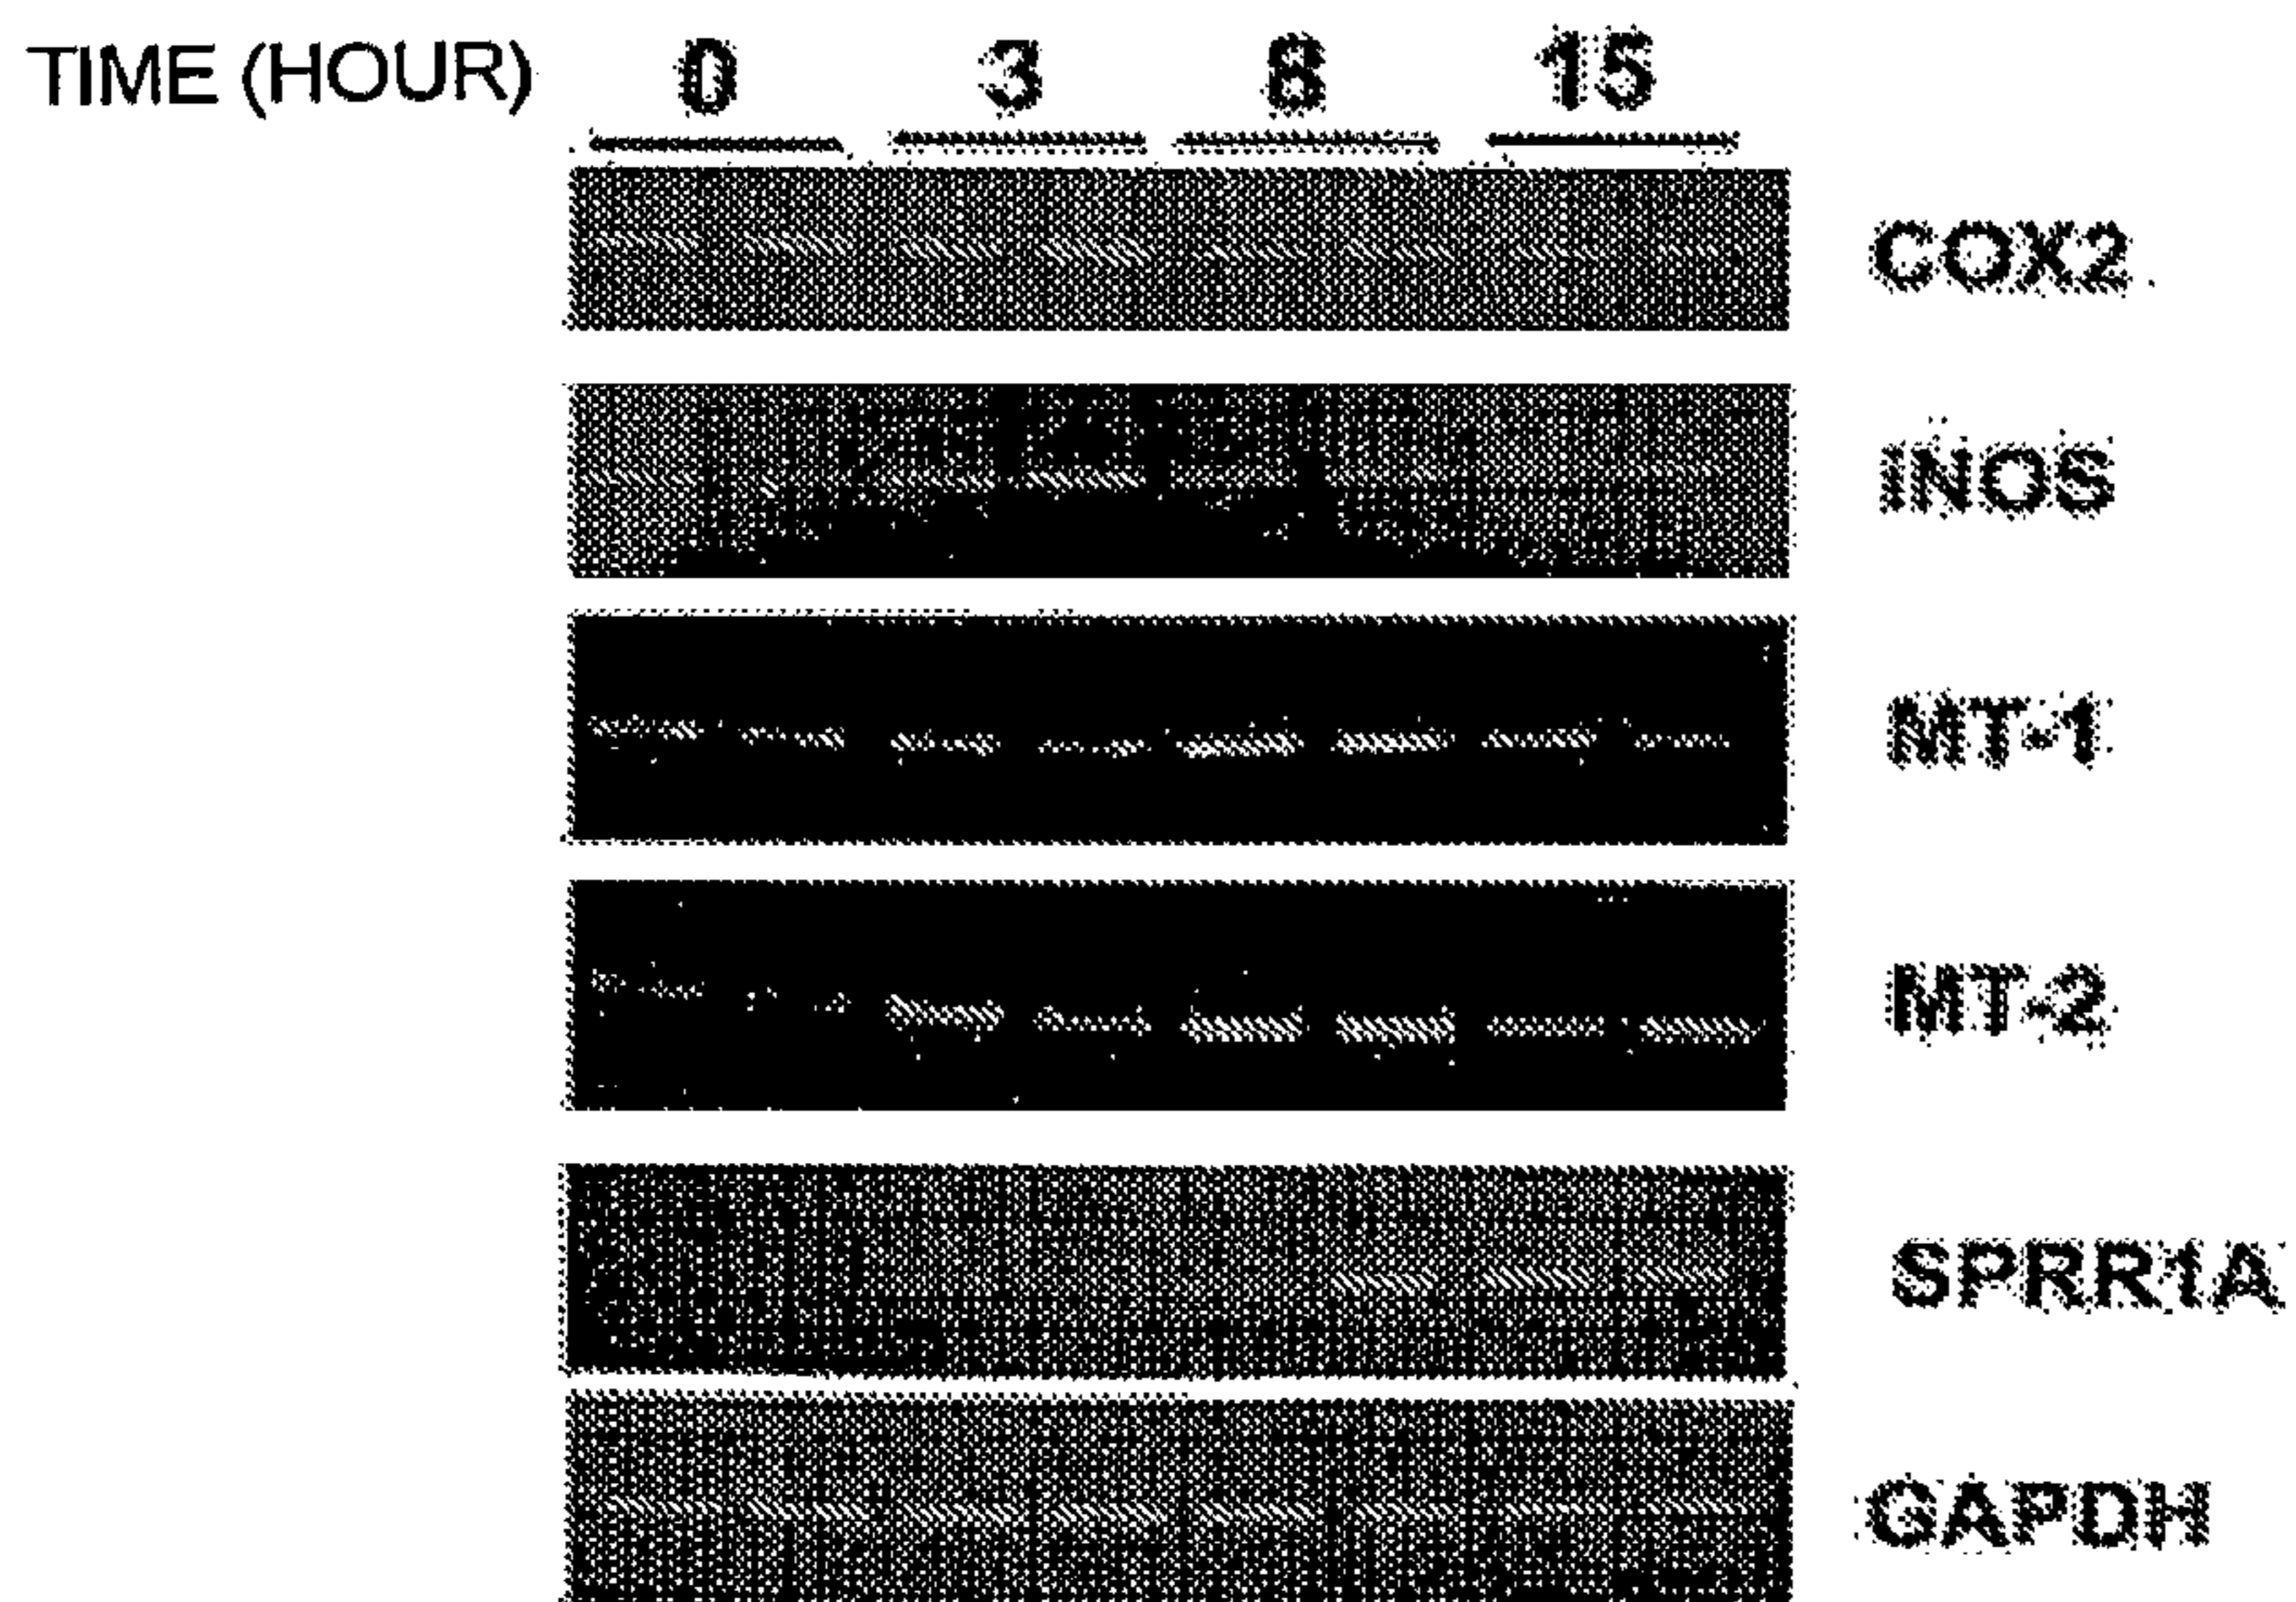 TIME (HOUR) 0 3 8 15
COX2
INOS
MT-1
MT-2
SPRR1A
GAPDH